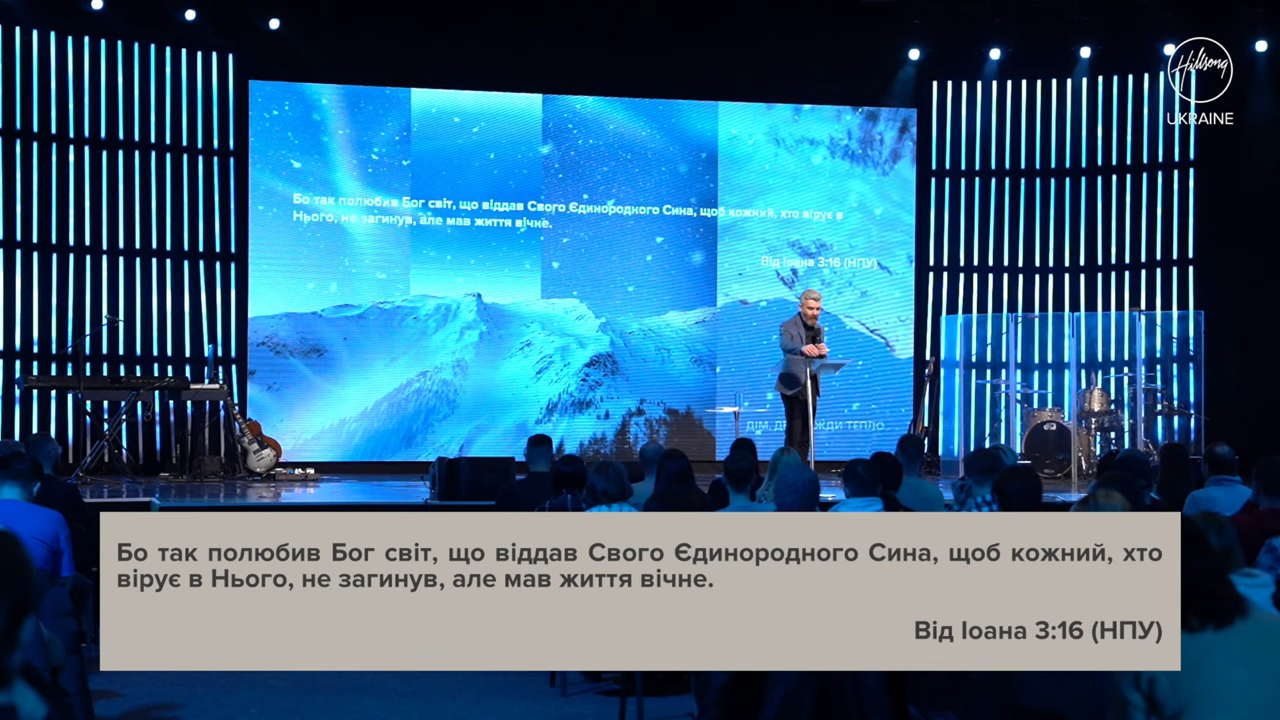 Hillsong
UKRAINE
Бо так полюбив Бог світ, що віддав Свого Єдинородного Сина, щоб кожний, хто вірує в
Нього, не загинув, але мав життя вічне.
Від Іоана 3:16 (НПУ)
Бо так полюбив Бог світ, що віддав Свого Єдинородного Сина, щоб кожний, хто
вірує в Нього, не загинув, але мав життя вічне.
Від Іоана 3:16 (НПУ)